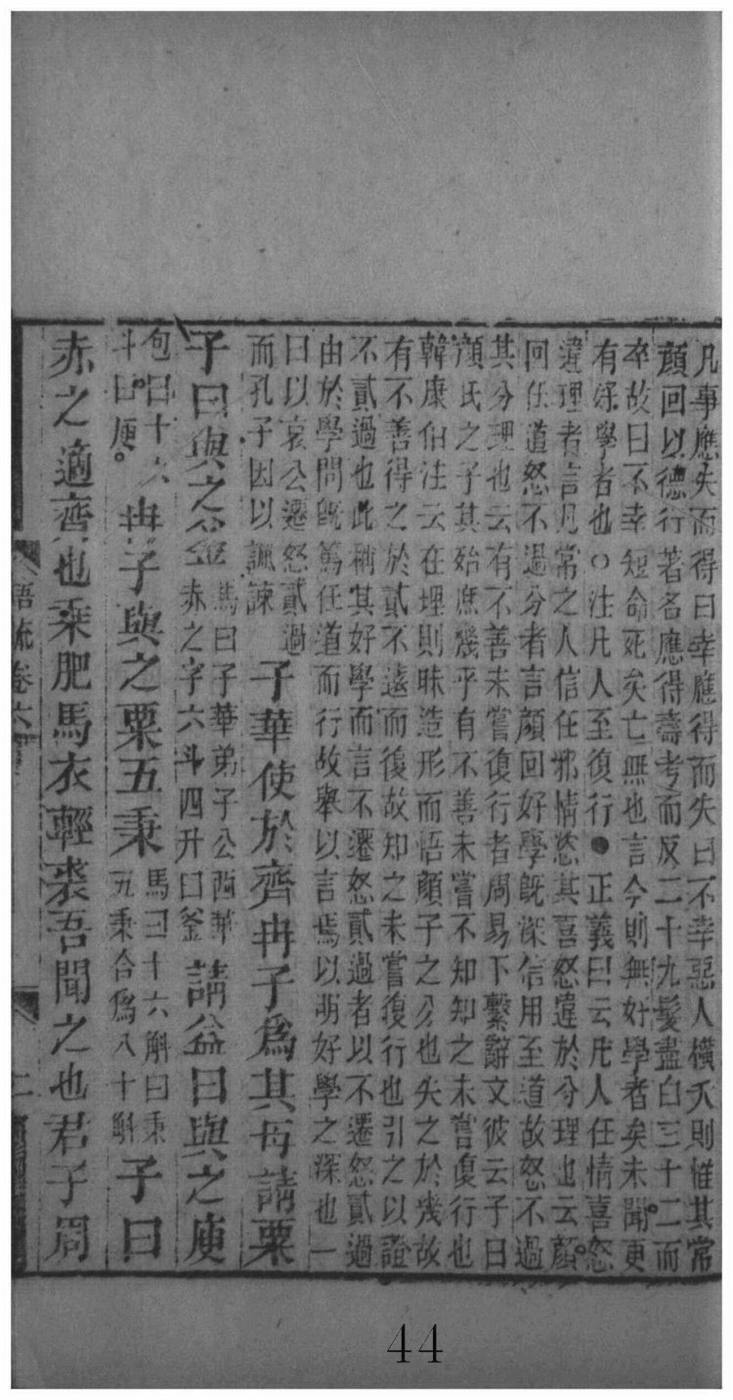 凡事應失而得曰幸應得而失曰不幸惡人橫夭則惟其常
顏回以德行著名應得壽考而反二十九髮盡白三十二而
卒故曰不幸短命死矣亡無也言今則無好學者矣未聞更
有好學者也○注凡人至復行●正義曰云凡人任情喜怒
違理者言凡常之人信任邪情恣其喜怒違於分理也云顏
回任道怒不過分者言顏回好學既深信用至道故怒不過
其分理也云有不善未嘗復行者周易下繫辭文彼云子曰
顏氏之子其殆庶幾乎有不善未嘗不知知之未嘗復行也
韓康伯注云在理則昧造形而悟顏子之分也失之於幾故
有不善得之於貳不遠而復故知之未嘗復行也引之以證
不貳過也此稱其好學而言不遷怒貳過者以不遷怒貳過
由於學問既篤任道而行故舉以言焉以明好學之深也一
曰以哀公遷怒貳過而孔子因以諷諫 子華使於齊冉子爲其母請粟
子曰與之釜 馬曰子華弟子公西華赤之字六斗四升曰釜 請益曰與之庾
包曰十六斗曰庾 冉子與之粟五秉 馬曰十六斛曰秉五秉合爲八十斛 子曰
赤之適齊也乘肥馬衣輕裘吾聞之也君子周
語疏卷六
二
44